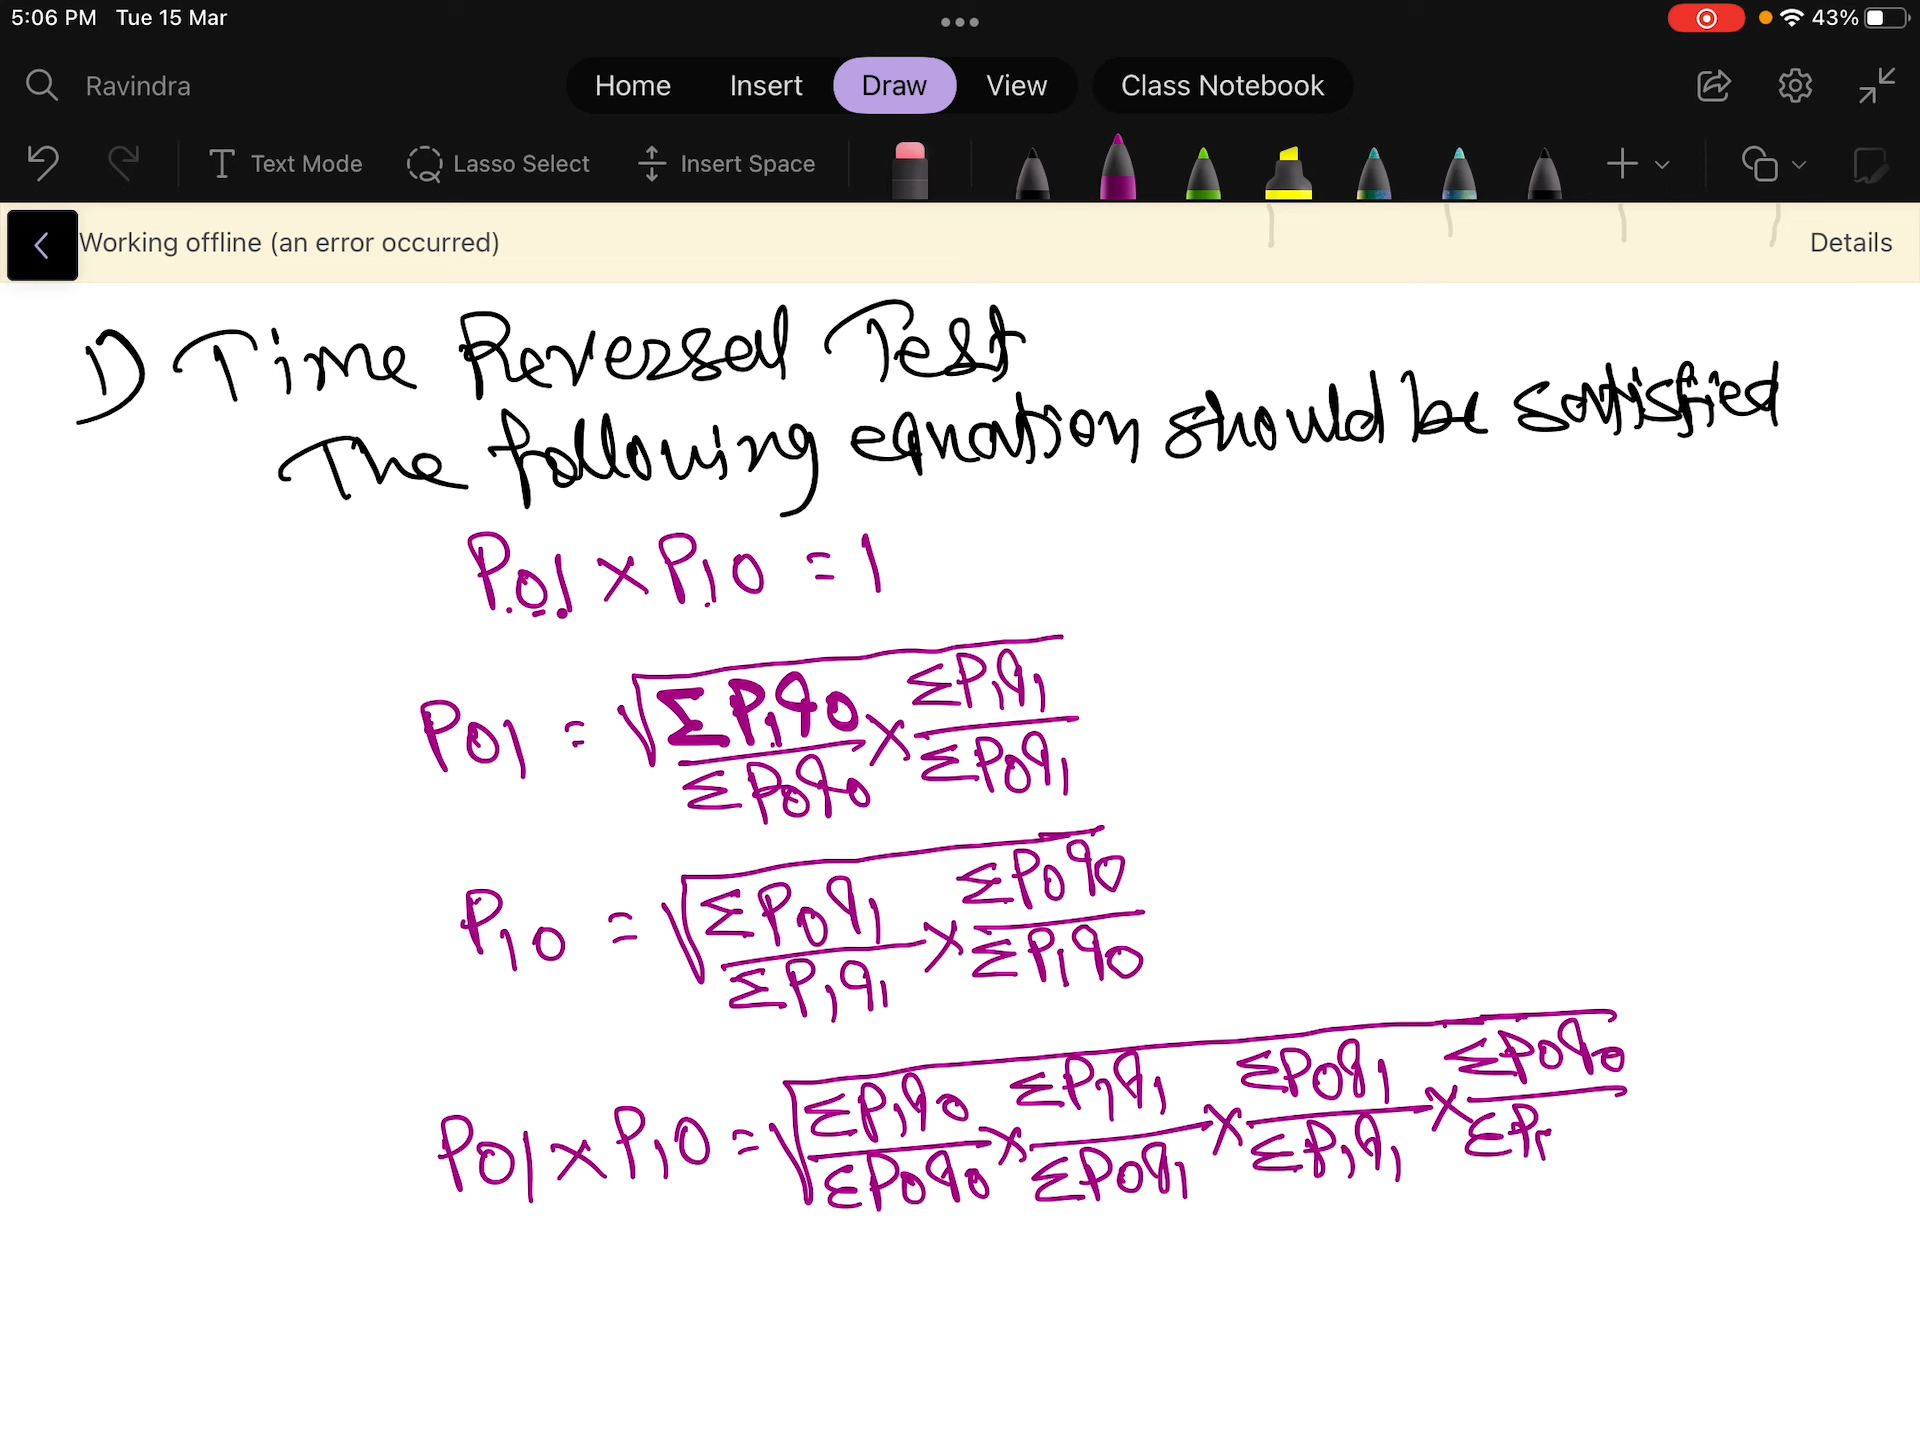 5:06 PM Tue 15 Mar 43%
Ravindra Home Insert Draw View Class Notebook
Text Mode Lasso Select Insert Space
Working offline (an error occurred) Details
1) Time Reversal Test
The following equation should be satisfied
P01 × P10 = 1
P01 = √(ΣP1q0/ΣP0q0 × ΣP1q1/ΣP0q1)
P10 = √(ΣP0q1/ΣP1q1 × ΣP0q0/ΣP1q0)
P01 × P10 = √(ΣP1q0/ΣP0q0 × ΣP1q1/ΣP0q1 × ΣP0q1/ΣP1q1 × ΣP0q0/ΣP